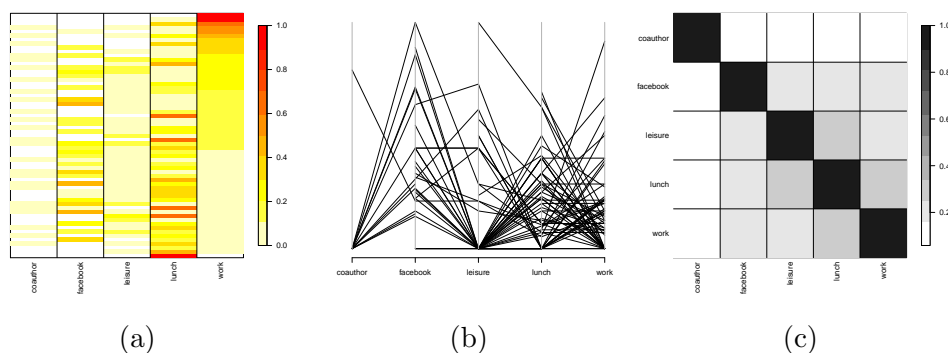 1.0
0.8
0.6
0.4
0.2
0.0
coauthor
facebook
leisure
lunch
work
(a)
coauthor facebook leisure lunch work
(b)
coauthor
facebook
leisure
lunch
work
1.0
0.8
0.6
0.4
0.2
coauthor
facebook
leisure
lunch
work
(c)